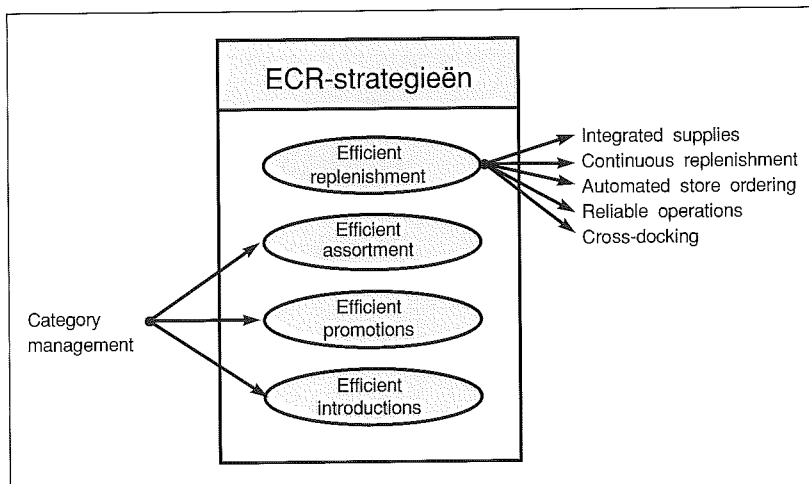 ECR-strategieën
Efficient
replenishment
Integrated supplies
Continuous replenishment
Automated store ordering
Reliable operations
Cross-docking
Efficient
assortment
Category
management
Efficient
promotions
Efficient
introductions